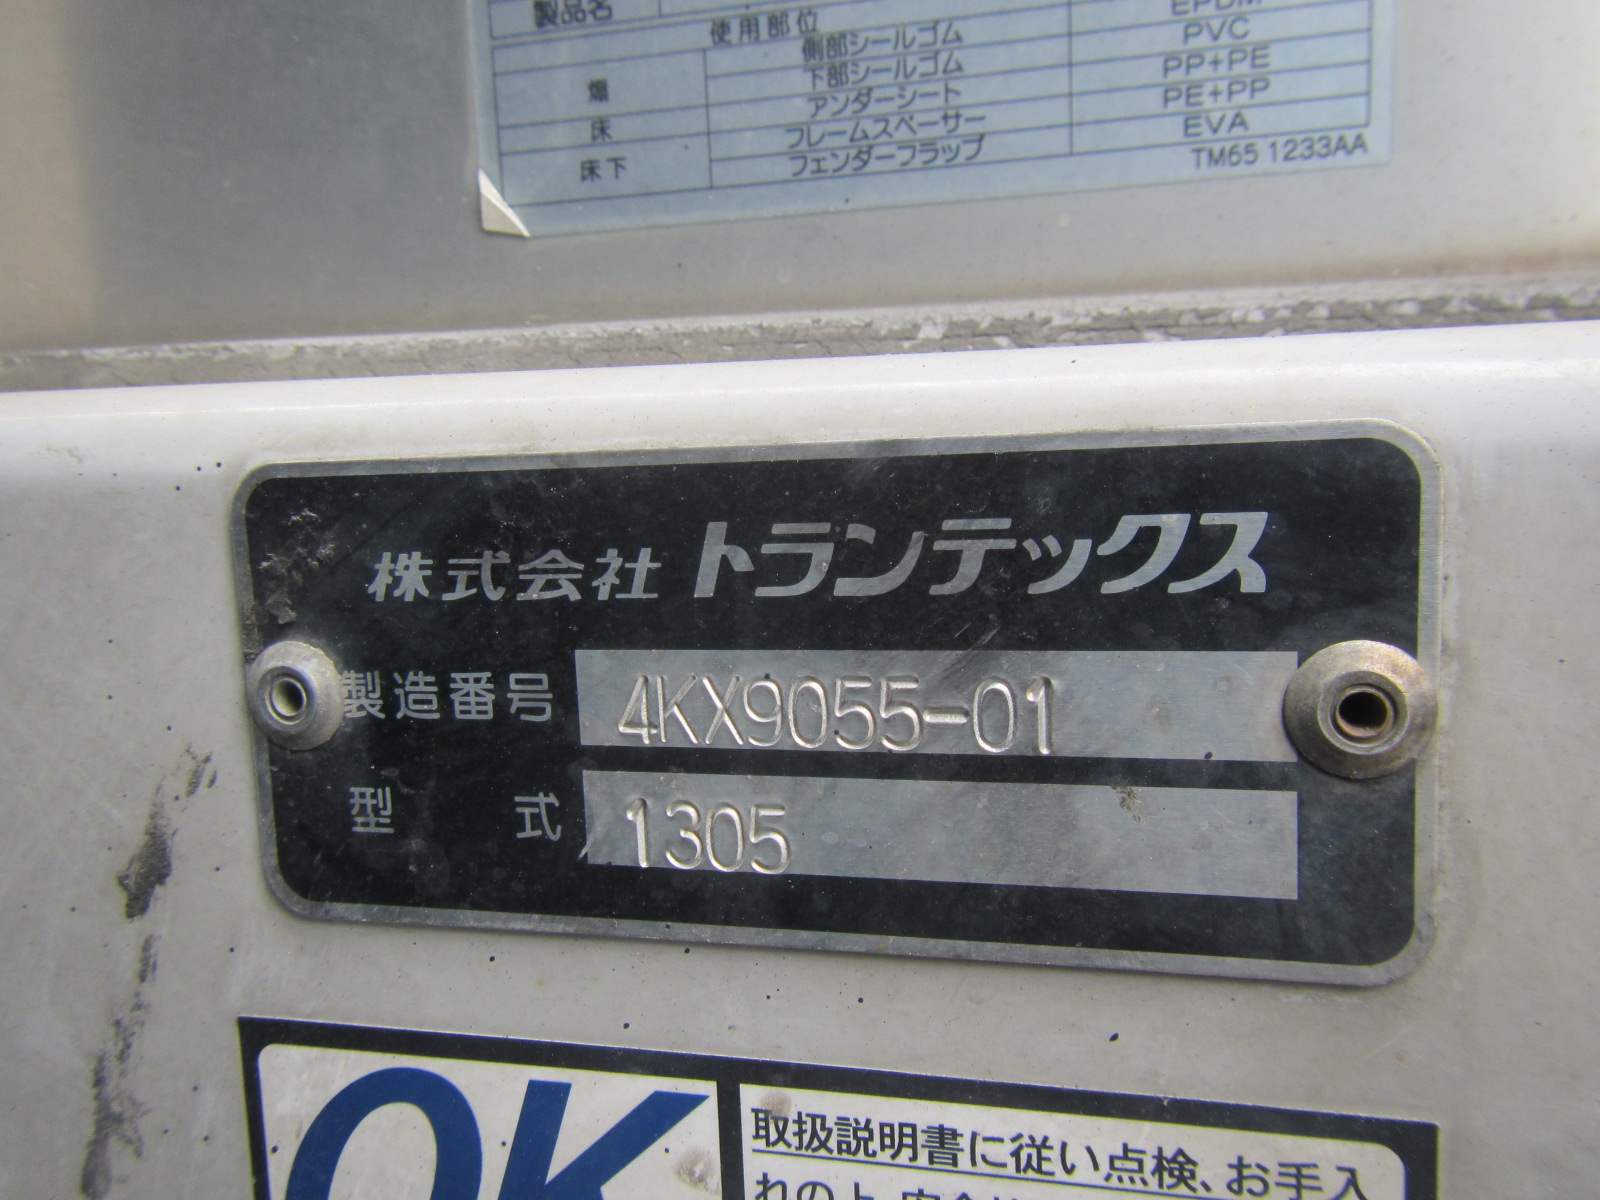 製品名
使用部位
側部シールゴム EPDM
下部シールゴム PVC
アンダーシート PP+PE
床 フレームスペーサー PE+PP
床下 フェンダーフラップ EVA
TM65 1233AA
株式会社 トランテックス
製造番号 4KX9055-01
型式 1305
OK
取扱説明書に従い点検、お手入
れの上